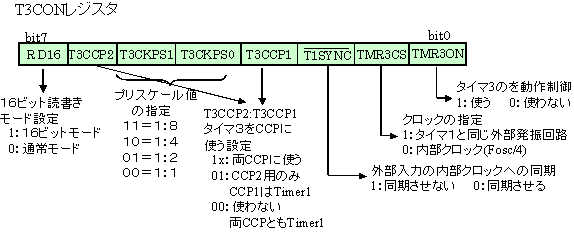 T3CONレジスタ
bit7
bit0
RD16 T3CCP2 T3CKPS1 T3CKPS0 T3CCP1 T1SYNC TMR3CS TMR3ON
16ビット読書き
モード設定
1:16ビットモード
0:通常モード
プリスケール値
の指定
11=1:8
10=1:4
01=1:2
00=1:1
T3CCP2:T3CCP1
タイマ3をCCPに
使う設定
1x: 両CCPに使う
01: CCP2用のみ
CCP1はTimer1
00: 使わない
両CCPともTimer1
タイマ3のを動作制御
1: 使う 0: 使わない
クロックの指定
1:タイマ1と同じ外部発振回路
0:内部クロック(Fosc/4)
外部入力の内部クロックへの同期
1:同期させない 0:同期させる